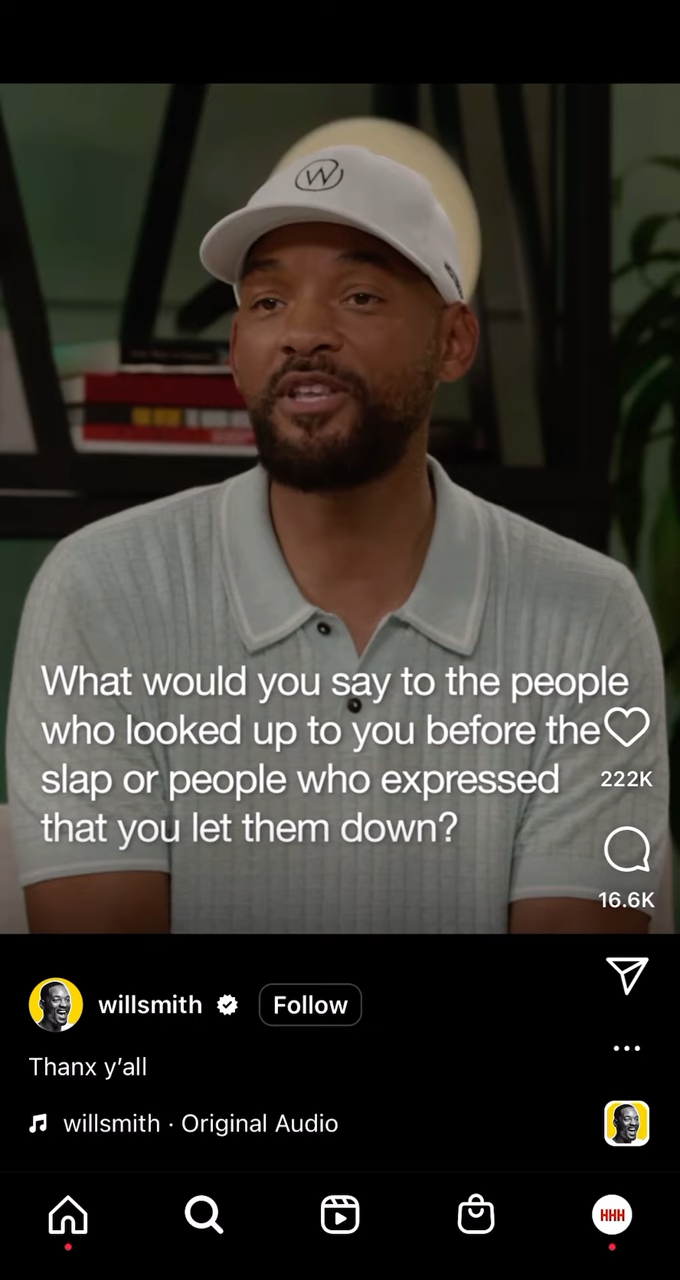 W
What would you say to the people
who looked up to you before the
slap or people who expressed
that you let them down?
222K
16.6K
willsmith
Follow
Thanx y’all
willsmith · Original Audio
HHH